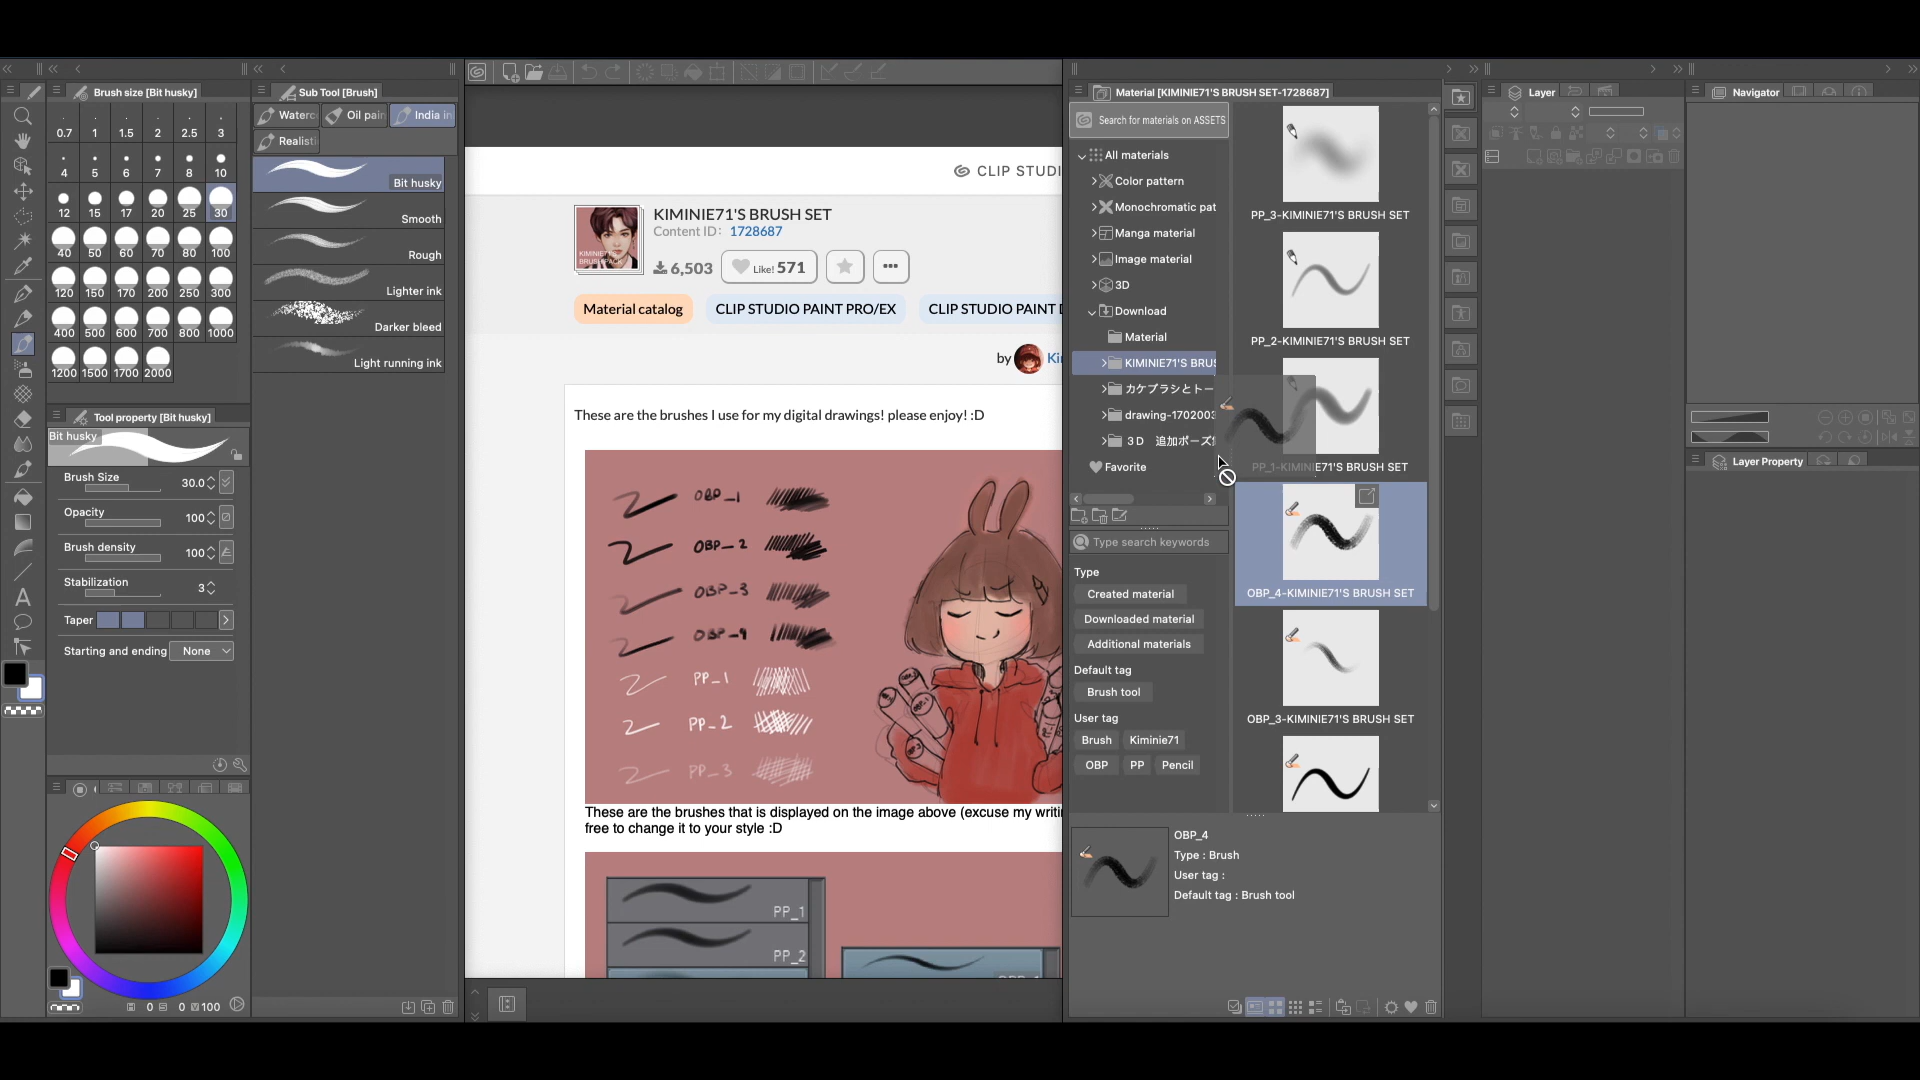 Brush size [Bit husky]
0.7 1 1.5 2 2.5 3
4 5 6 7 8 10
12 15 17 20 25 30
40 50 60 70 80 100
120 150 170 200 250 300
400 500 600 700 800 1000
1200 1500 1700 2000
Tool property [Bit husky]
Bit husky
Brush Size 30.0
Opacity 100
Brush density 100
Stabilization 3
Taper
Starting and ending None
0 0 100
Sub Tool [Brush]
Waterc Oil pain India in
Realisti
Bit husky
Smooth
Rough
Lighter ink
Darker bleed
Light running ink
CLIP STUDI
KIMINIE71'S BRUSH SET
Content ID: 1728687
6,503 Like! 571
Material catalog CLIP STUDIO PAINT PRO/EX CLIP STUDIO PAINT D
by Kii
These are the brushes I use for my digital drawings! please enjoy! :D
OBP_1
OBP_2
OBP_3
OBP_4
PP_1
PP_2
PP_3
These are the brushes that is displayed on the image above (excuse my writi
free to change it to your style :D
PP_1
PP_2
Material [KIMINIE71'S BRUSH SET-1728687]
Search for materials on ASSETS
All materials
Color pattern
Monochromatic pat
Manga material
Image material
3D
Download
Material
KIMINIE71'S BRUS
カケブラシとトー
drawing-1702003
３Ｄ　追加ポーズ集
Favorite
Type search keywords
Type
Created material
Downloaded material
Additional materials
Default tag
Brush tool
User tag
Brush Kiminie71
OBP PP Pencil
PP_3-KIMINIE71'S BRUSH SET
PP_2-KIMINIE71'S BRUSH SET
PP_1-KIMINIE71'S BRUSH SET
OBP_4-KIMINIE71'S BRUSH SET
OBP_3-KIMINIE71'S BRUSH SET
OBP_4
Type : Brush
User tag :
Default tag : Brush tool
Layer
Navigator
Layer Property